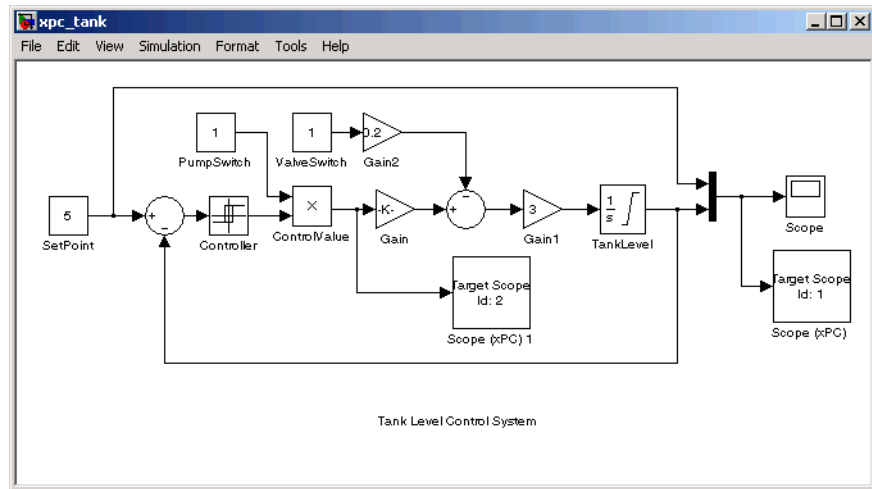 xpc_tank
File Edit View Simulation Format Tools Help
1
PumpSwitch
1
ValveSwitch
0.2
Gain2
5
SetPoint
+
−
Controller
×
ControlValue
-K-
Gain
+
−
3
Gain1
1
s
TankLevel
Scope
Target Scope
Id: 2
Scope (xPC) 1
Target Scope
Id: 1
Scope (xPC)
Tank Level Control System